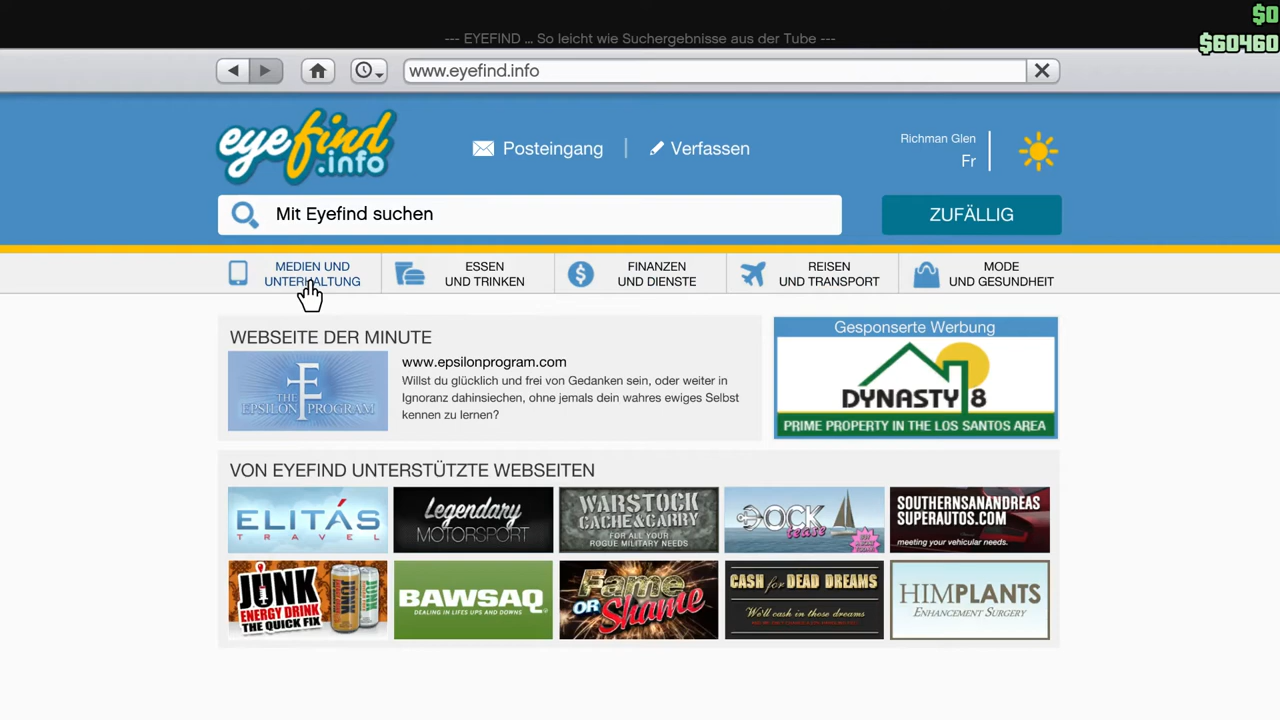 $0
--- EYEFIND ... So leicht wie Suchergebnisse aus der Tube ---
$60460
www.eyefind.info
eyefind
.info
Posteingang
Verfassen
Richman Glen
Fr
Mit Eyefind suchen
ZUFÄLLIG
MEDIEN UND
UNTERHALTUNG
ESSEN
UND TRINKEN
FINANZEN
UND DIENSTE
REISEN
UND TRANSPORT
MODE
UND GESUNDHEIT
WEBSEITE DER MINUTE
THE
EPSILON PROGRAM
www.epsilonprogram.com
Willst du glücklich und frei von Gedanken sein, oder weiter in
Ignoranz dahinsiechen, ohne jemals dein wahres ewiges Selbst
kennen zu lernen?
Gesponserte Werbung
DYNASTY 8
PRIME PROPERTY IN THE LOS SANTOS AREA
VON EYEFIND UNTERSTÜTZTE WEBSEITEN
ELITÁS
TRAVEL
Legendary
MOTORSPORT
WARSTOCK
CACHE & CARRY
FOR ALL YOUR
ROGUE MILITARY NEEDS
DOCK
tease
SOUTHERNSANANDREAS
SUPERAUTOS.COM
meeting your vehicular needs.
JUNK
ENERGY DRINK
THE QUICK FIX
BAWSAQ
DEALING IN LIFES UPS AND DOWNS
Fame
OR Shame
CASH for DEAD DREAMS
We'll cash in those dreams
HIMPLANTS
ENHANCEMENT SURGERY